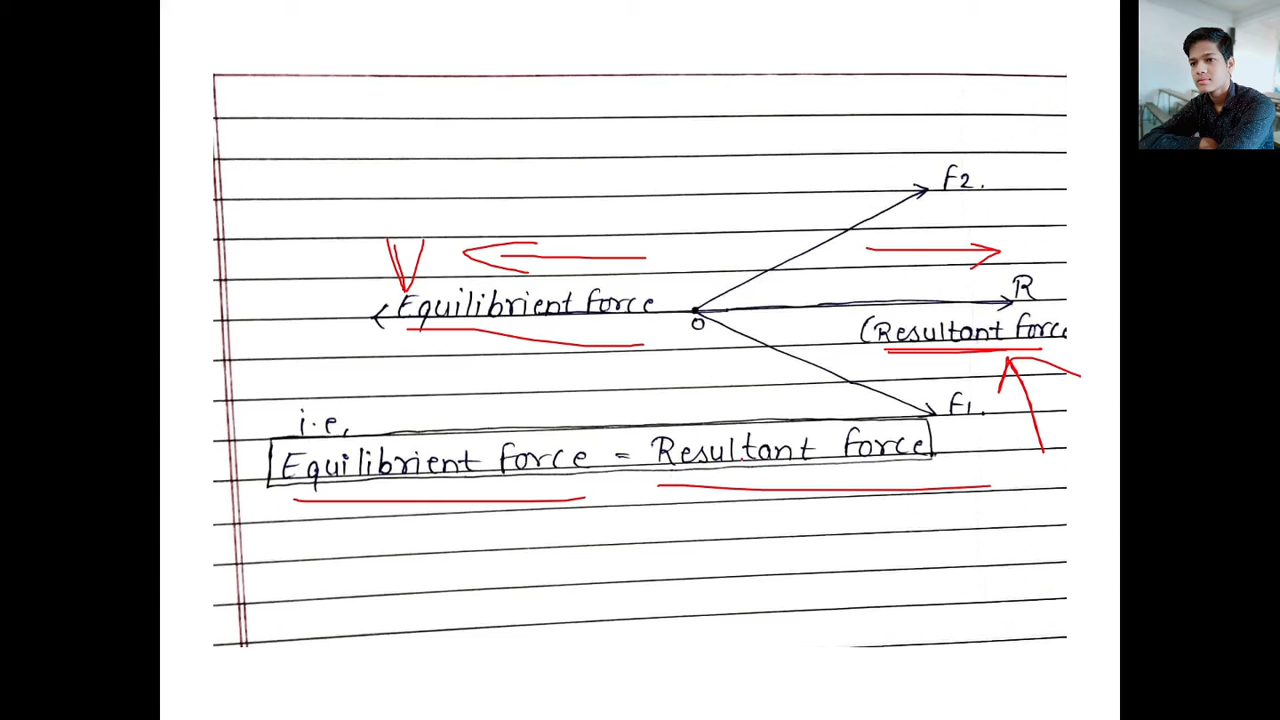 F2.
R
Equilibrient force
O
(Resultant force
F1.
i.e,
Equilibrient force = Resultant force